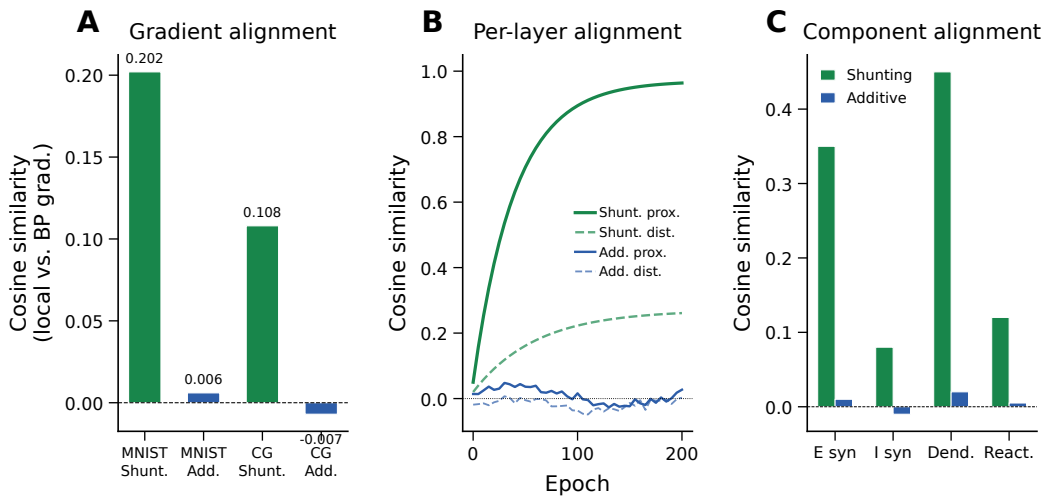 A
Gradient alignment
Cosine similarity
(local vs. BP grad.)
0.20
0.15
0.10
0.05
0.00
0.202
0.006
0.108
-0.007
MNIST
Shunt.
MNIST
Add.
CG
Shunt.
CG
Add.
B
Per-layer alignment
Cosine similarity
1.0
0.8
0.6
0.4
0.2
0.0
Shunt. prox.
Shunt. dist.
Add. prox.
Add. dist.
0
100
200
Epoch
C
Component alignment
Cosine similarity
0.4
0.3
0.2
0.1
0.0
Shunting
Additive
E syn
I syn
Dend.
React.